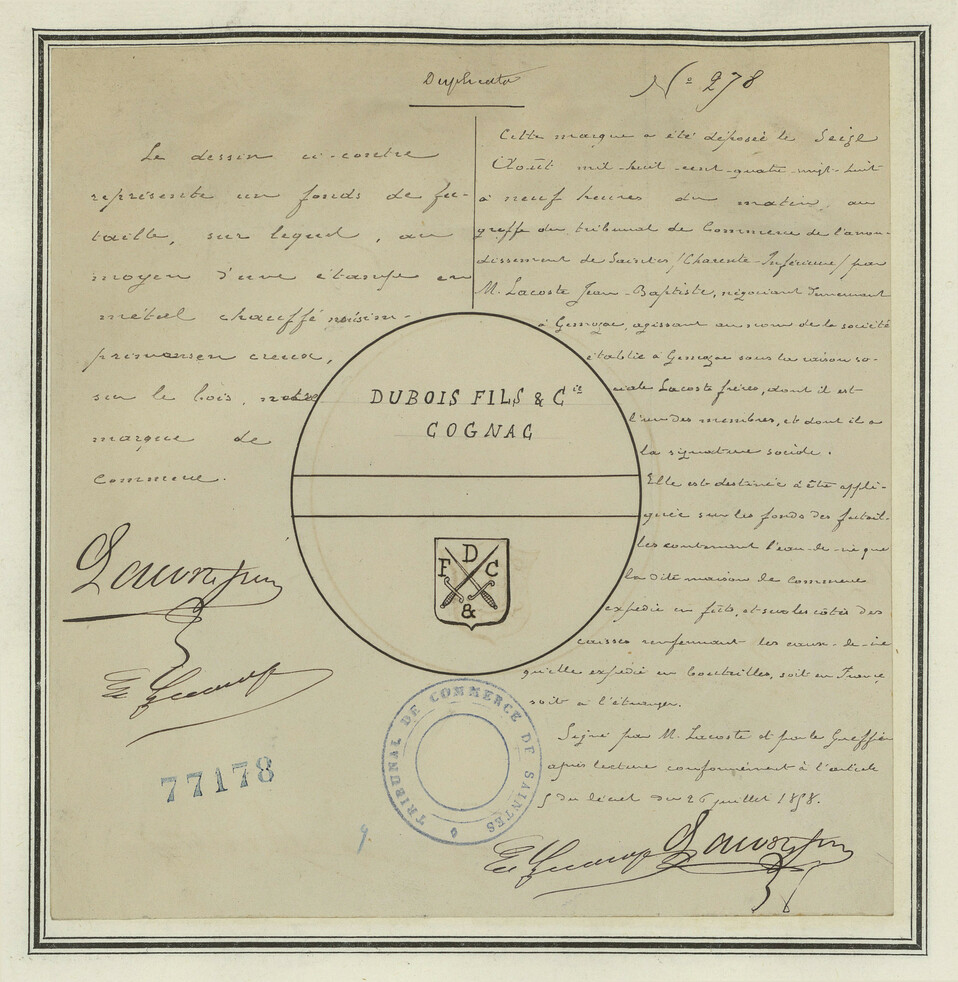 Duplicata
N° 278
Le dessin ci-contre
représente un fonds de fu-
taille, sur lequel, au
moyen d'une étampe en
métal chauffé
en creux,
sur le bois, notre
marque de
commerce.
Cette marque a été déposée le Seize
Août mil-huit-cent-quatre-vingt-huit
à neuf heures du matin, au
greffe du tribunal de Commerce de l'arron-
dissement de Saintes (Charente-Inférieure) par
M. Lacoste Jean-Baptiste, négociant demeurant
à Gemozac, agissant au nom de la société
établie à Gemozac sous la raison so-
ciale Lacoste frères, dont il est
l'un des membres, et dont il a
la signature sociale.
Elle est destinée à être appli-
quée sur les fonds des futail-
les contenant l'eau-de-vie que
la dite maison de commerce
expédie en fûts, et sur les côtés des
caisses renfermant les eaux-de-vie
qu'elle expédie en bouteilles, soit en France
soit à l'étranger.
Signé par M. Lacoste et par le Greffier
après lecture conformément à l'article
5 du décret du 26 juillet 1858.
DUBOIS FILS & Cie
COGNAC
F D C
&
TRIBUNAL DE COMMERCE DE SAINTES
77178
9.